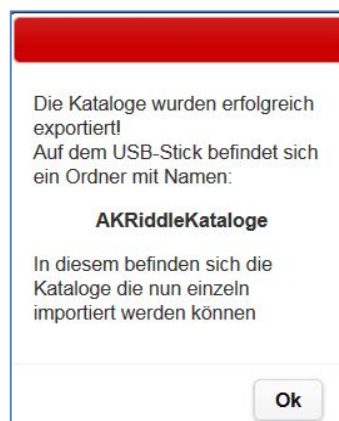 Die Kataloge wurden erfolgreich
exportiert!
Auf dem USB-Stick befindet sich
ein Ordner mit Namen:
AKRiddleKataloge
In diesem befinden sich die
Kataloge die nun einzeln
importiert werden können
Ok